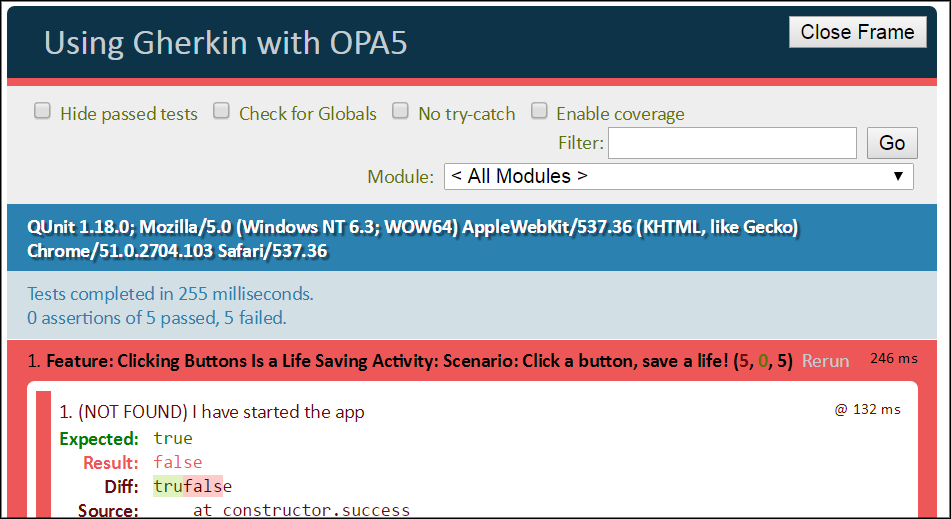 Using Gherkin with OPA5
Close Frame
Hide passed tests Check for Globals No try-catch Enable coverage
Filter: Go
Module: < All Modules >
QUnit 1.18.0; Mozilla/5.0 (Windows NT 6.3; WOW64) AppleWebKit/537.36 (KHTML, like Gecko)
Chrome/51.0.2704.103 Safari/537.36
Tests completed in 255 milliseconds.
0 assertions of 5 passed, 5 failed.
1. Feature: Clicking Buttons Is a Life Saving Activity: Scenario: Click a button, save a life! (5, 0, 5) Rerun 246 ms
1. (NOT FOUND) I have started the app @ 132 ms
Expected: true
Result: false
Diff: trufalse
Source: at constructor.success